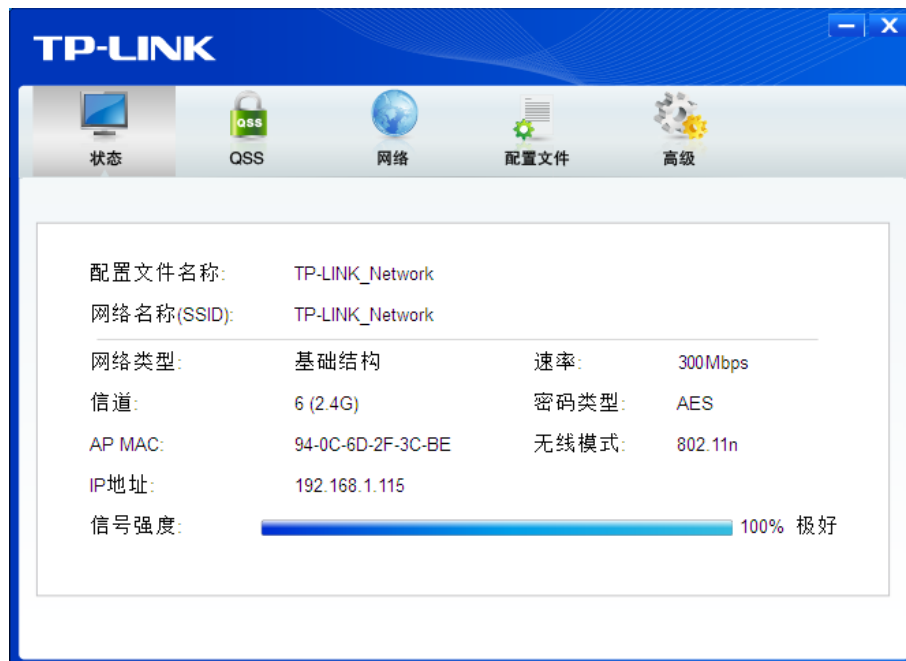 TP-LINK
QSS
状态 QSS 网络 配置文件 高级
配置文件名称: TP-LINK_Network
网络名称(SSID): TP-LINK_Network
网络类型: 基础结构 速率: 300Mbps
信道: 6 (2.4G) 密码类型: AES
AP MAC: 94-0C-6D-2F-3C-BE 无线模式: 802.11n
IP地址: 192.168.1.115
信号强度: 100% 极好